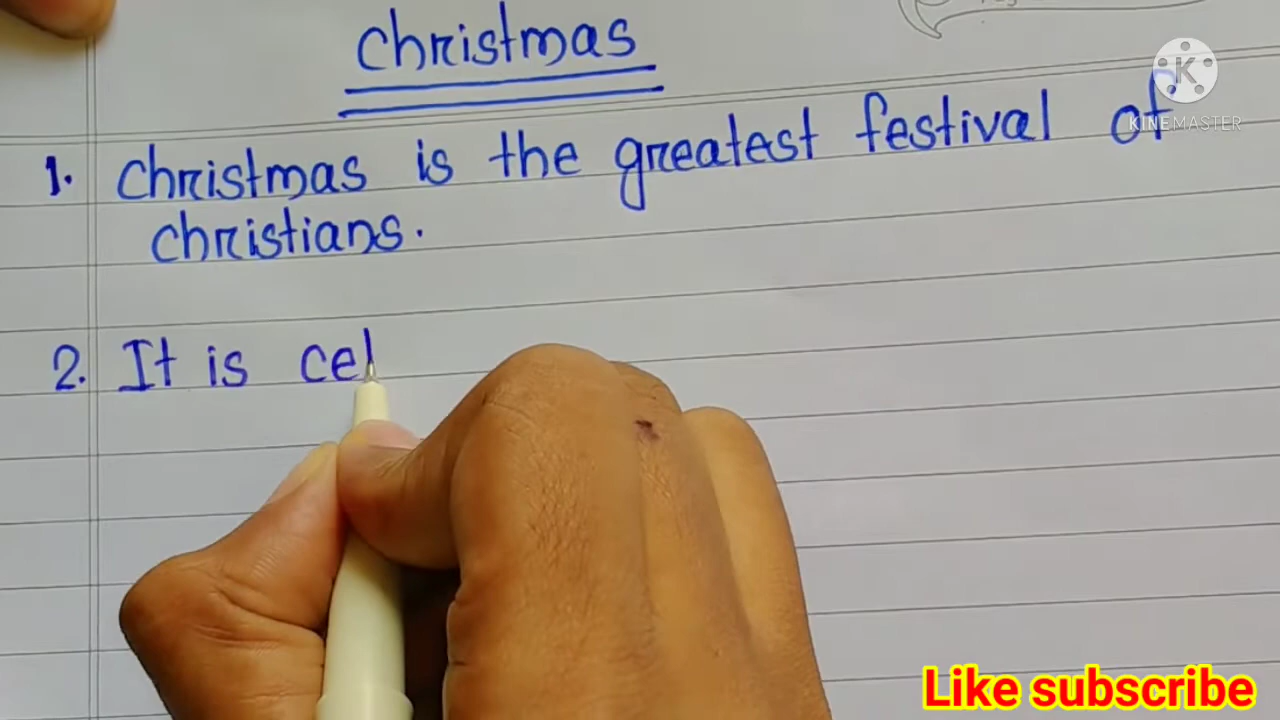 Christmas
KINEMASTER
1. Christmas is the greatest festival of
christians.
2. It is cel
Like subscribe